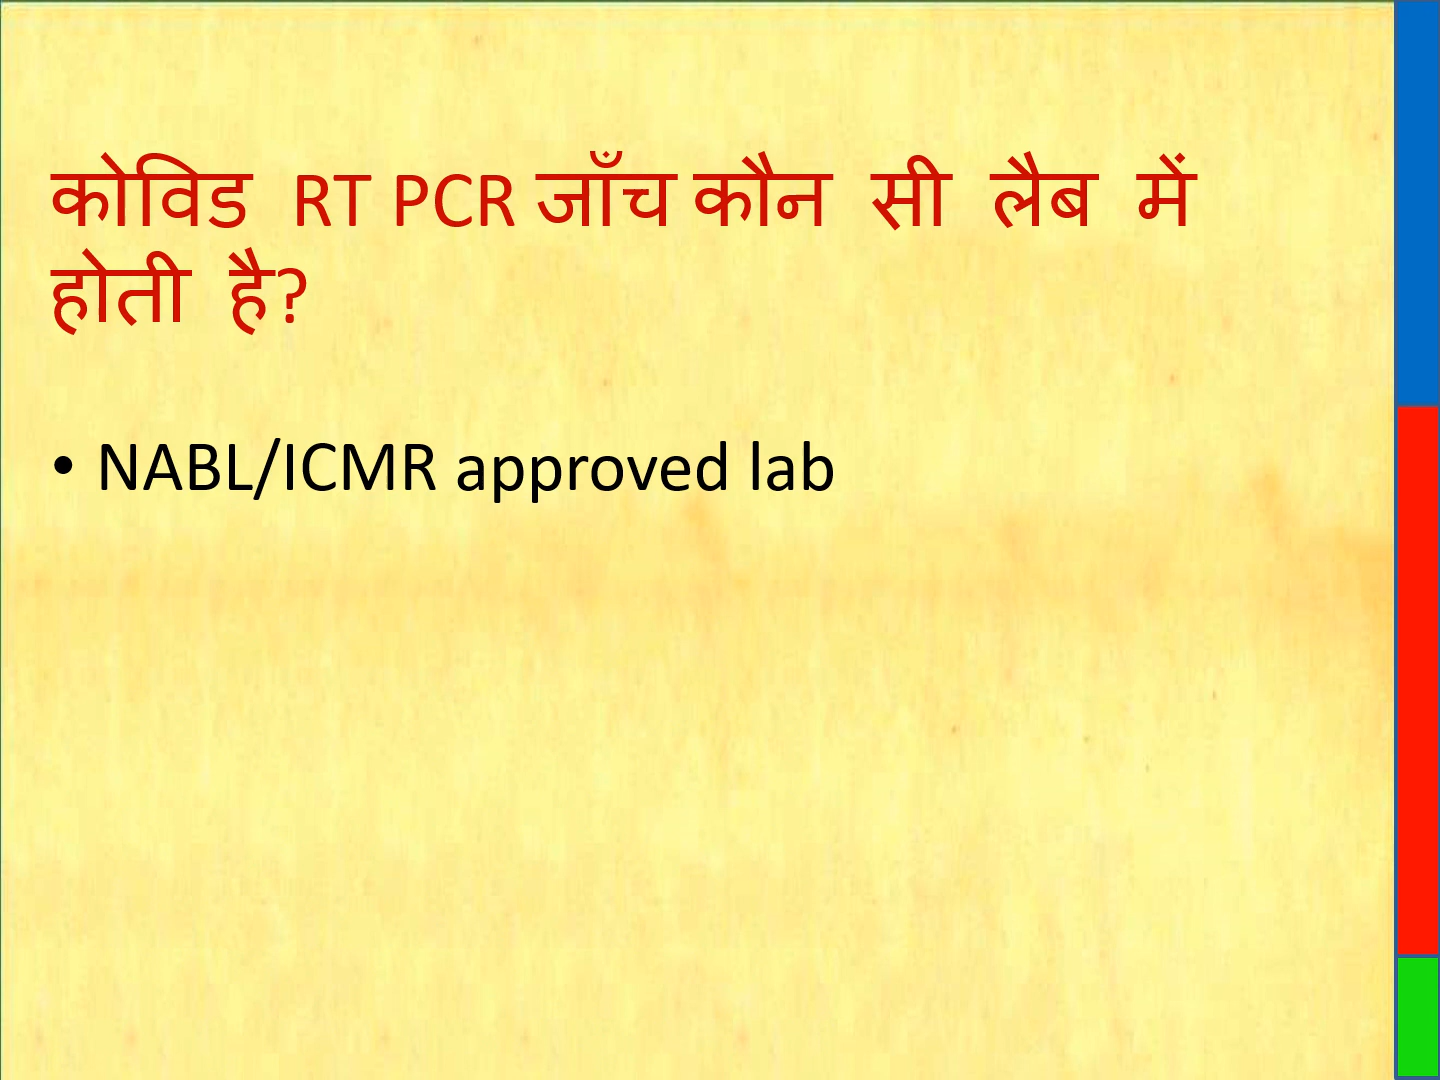 कोविड RT PCR जाँच कौन सी लैब में
होती है?
• NABL/ICMR approved lab